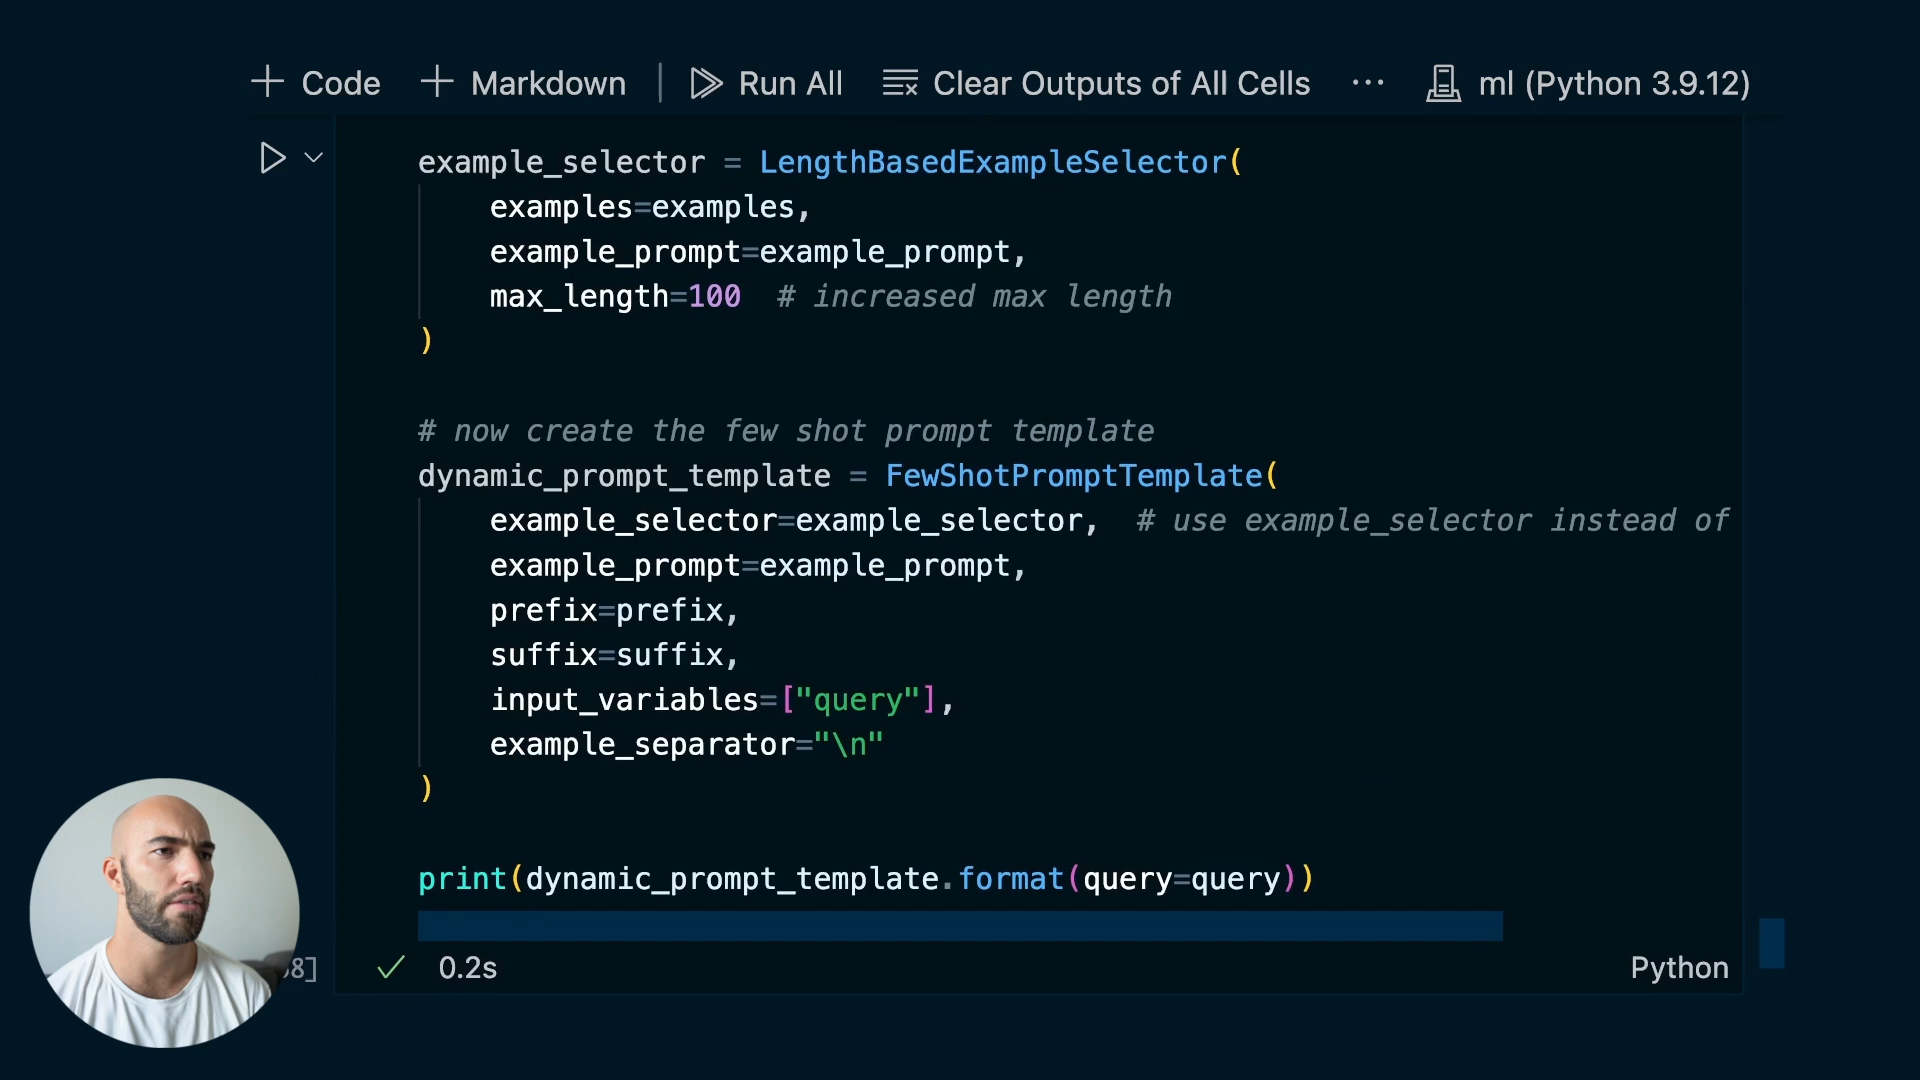 Code Markdown Run All Clear Outputs of All Cells ··· ml (Python 3.9.12)
example_selector = LengthBasedExampleSelector(
    examples=examples,
    example_prompt=example_prompt,
    max_length=100  # increased max length
)
# now create the few shot prompt template
dynamic_prompt_template = FewShotPromptTemplate(
    example_selector=example_selector,  # use example_selector instead of
    example_prompt=example_prompt,
    prefix=prefix,
    suffix=suffix,
    input_variables=["query"],
    example_separator="\n"
)
print(dynamic_prompt_template.format(query=query))
8] 0.2s Python